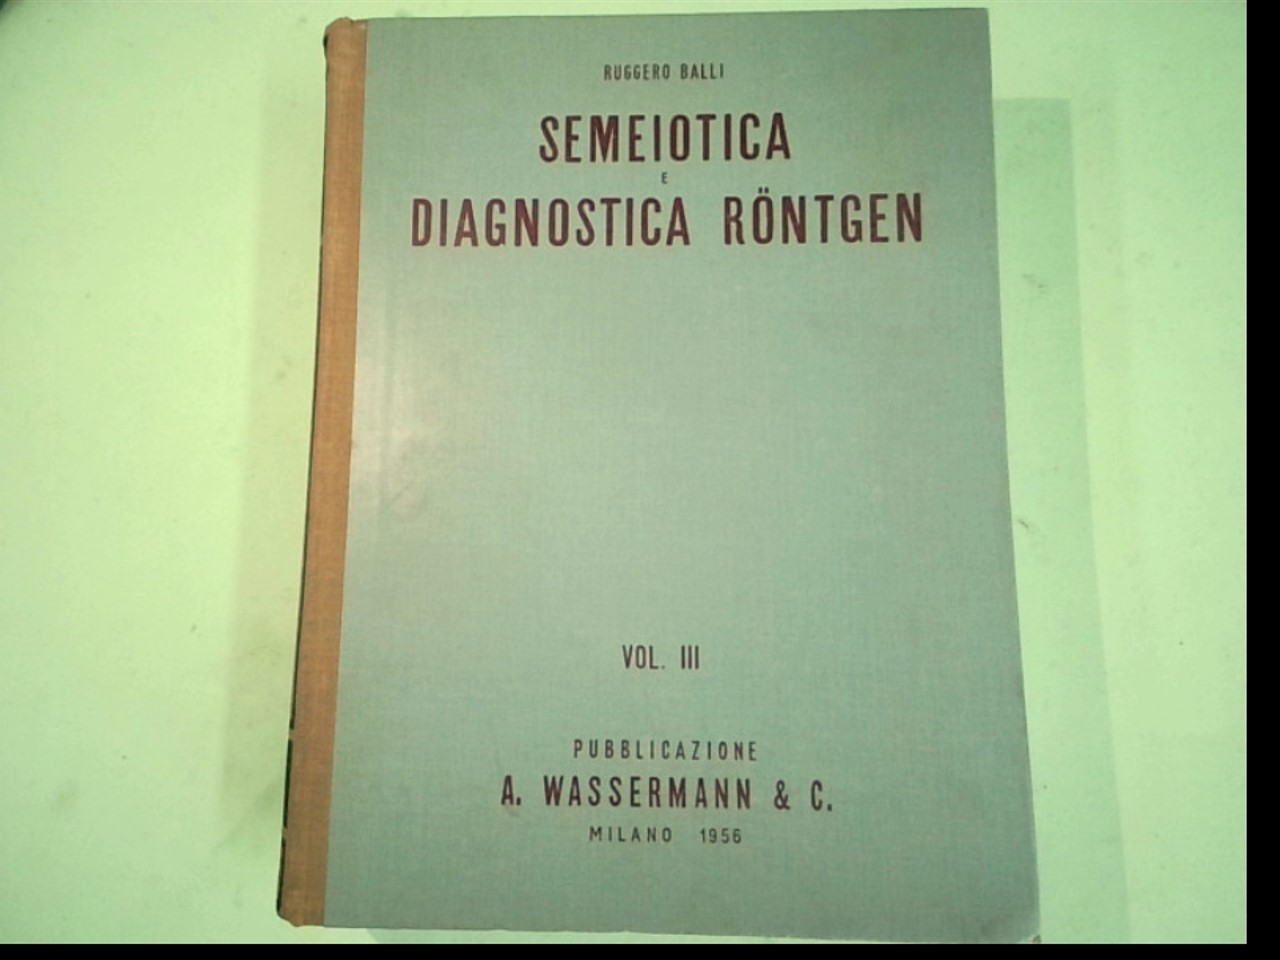 RUGGERO BALLI
SEMEIOTICA
E
DIAGNOSTICA RÖNTGEN
VOL. III
PUBBLICAZIONE
A. WASSERMANN & C.
MILANO 1956